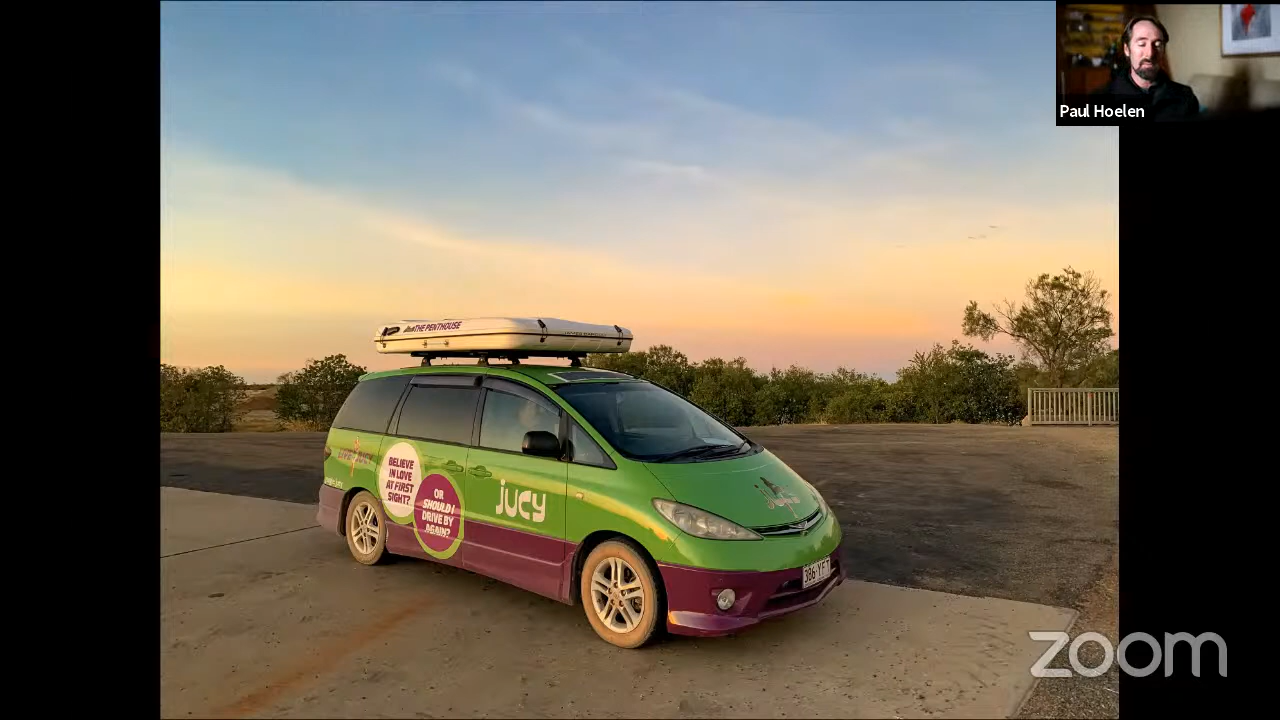 Paul Hoelen
THE PENTHOUSE
BELIEVE
IN LOVE
AT FIRST
SIGHT?
OR
SHOULD I
DRIVE BY
AGAIN?
jucy
zoom